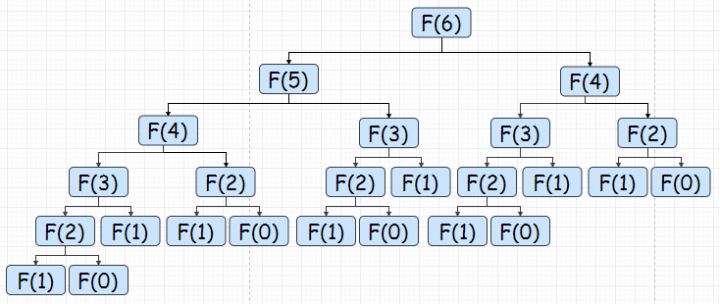 F(6)
F(5) F(4)
F(4) F(3) F(3) F(2)
F(3) F(2) F(2) F(1) F(2) F(1) F(1) F(0)
F(2) F(1) F(1) F(0) F(1) F(0) F(1) F(0)
F(1) F(0)